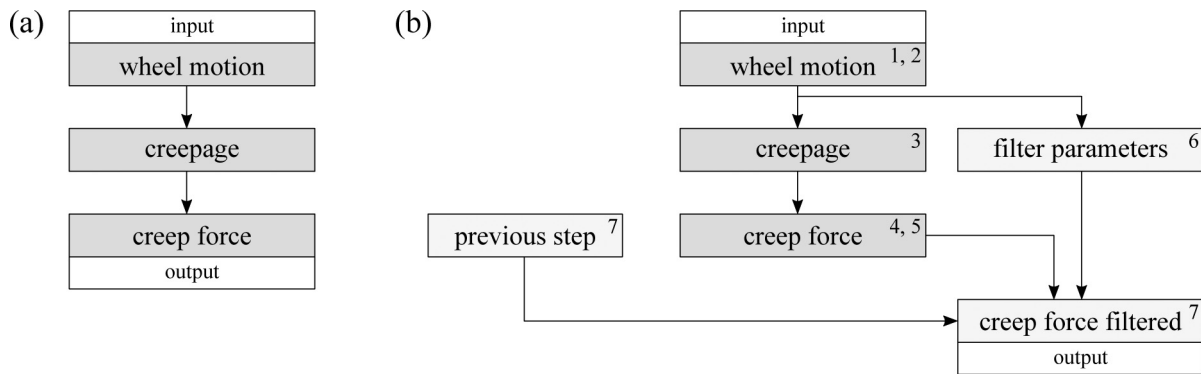 (a)
input
wheel motion
creepage
creep force
output
(b)
input
wheel motion 1, 2
creepage 3
filter parameters 6
previous step 7
creep force 4, 5
creep force filtered 7
output